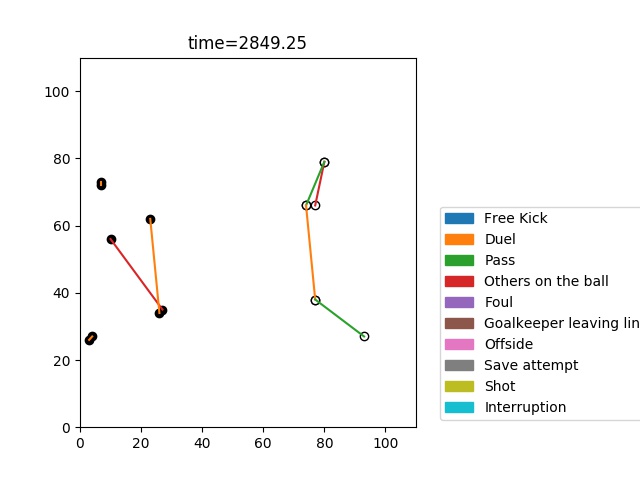 time=2849.25
100
80
60
40
20
0
0 20 40 60 80 100
Free Kick
Duel
Pass
Others on the ball
Foul
Goalkeeper leaving lin
Offside
Save attempt
Shot
Interruption